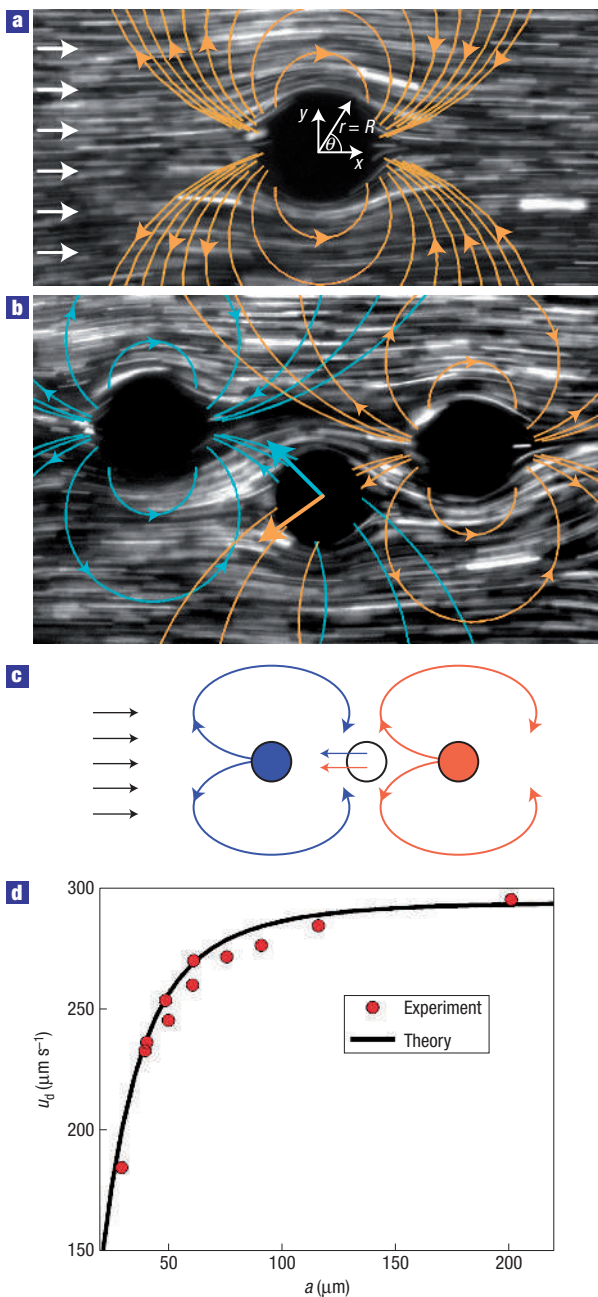 a
y
r = R
θ
x
b
c
d
300
250
200
150
u_d (μm s⁻¹)
Experiment
Theory
50
100
150
200
a (μm)